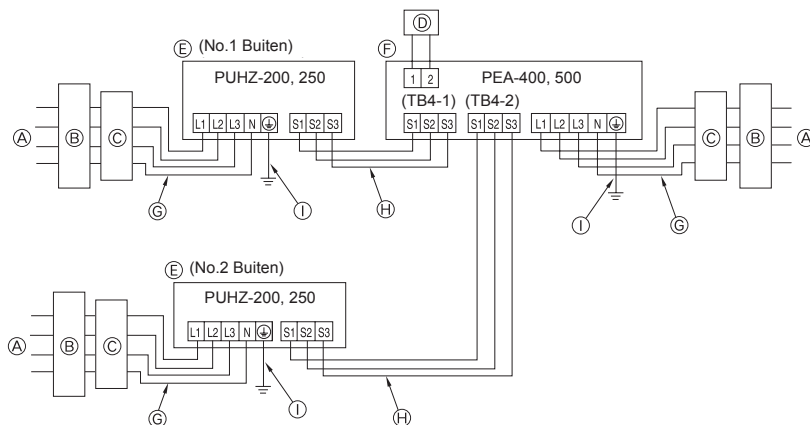 Ⓓ
Ⓔ (No.1 Buiten)
Ⓕ
PUHZ-200, 250
1 2
PEA-400, 500
(TB4-1) (TB4-2)
L1 L2 L3 N ⏚ S1 S2 S3
S1 S2 S3 S1 S2 S3 L1 L2 L3 N ⏚
Ⓐ Ⓑ Ⓒ
Ⓒ Ⓑ Ⓐ
Ⓖ Ⓘ Ⓗ Ⓘ Ⓖ
Ⓔ (No.2 Buiten)
PUHZ-200, 250
L1 L2 L3 N ⏚ S1 S2 S3
Ⓐ Ⓑ Ⓒ
Ⓖ Ⓘ Ⓗ